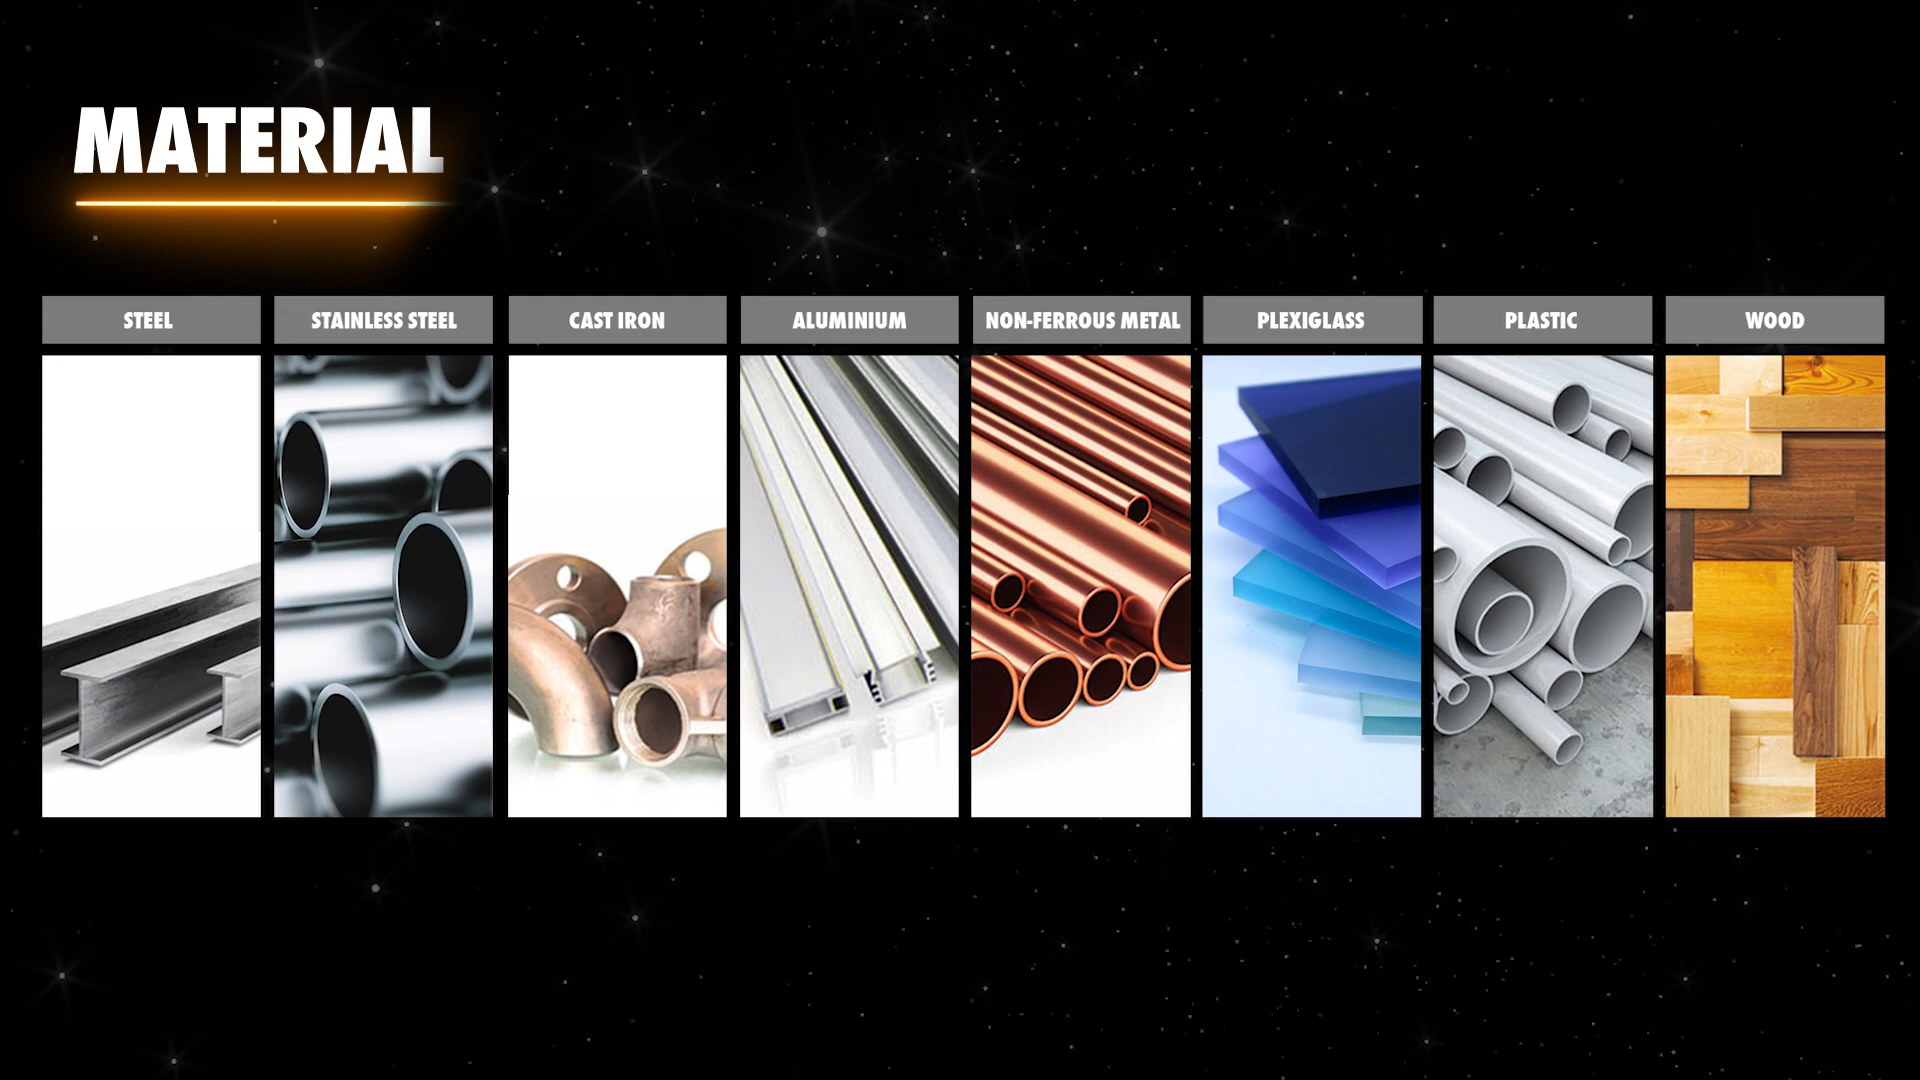 MATERIAL
STEEL
STAINLESS STEEL
CAST IRON
ALUMINIUM
NON-FERROUS METAL
PLEXIGLASS
PLASTIC
WOOD